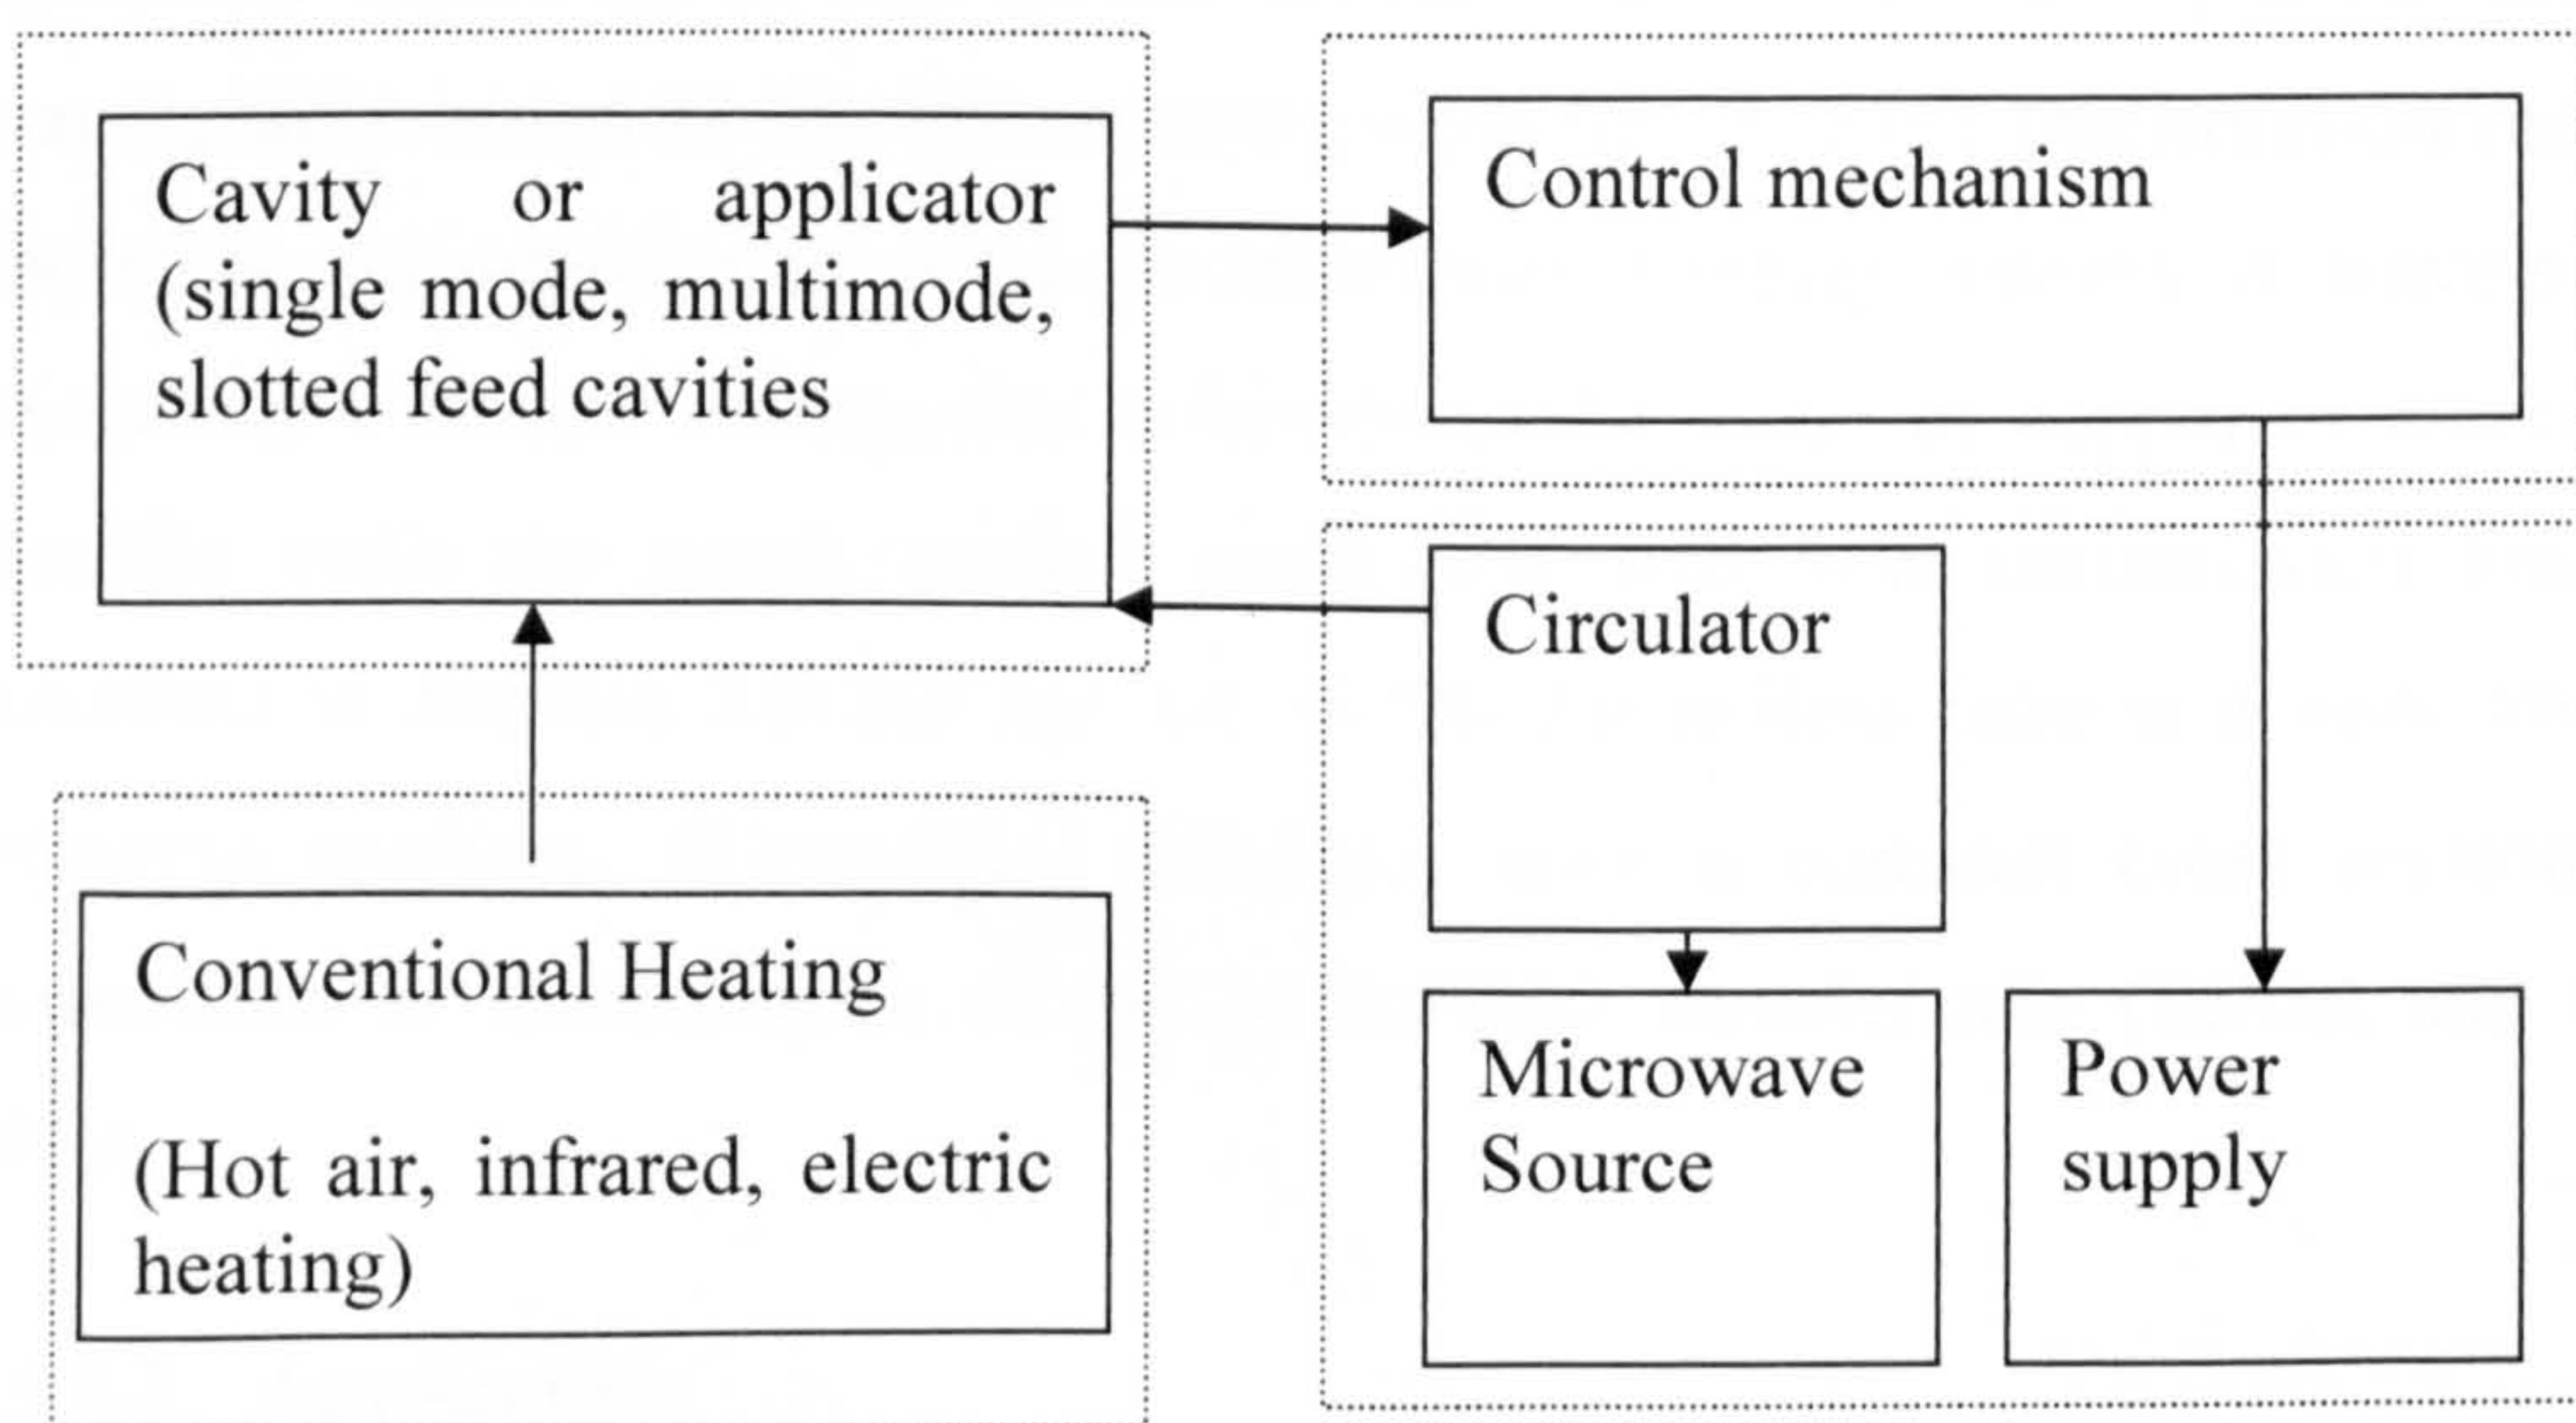 Cavity or applicator
(single mode, multimode,
slotted feed cavities
Control mechanism
Circulator
Conventional Heating
(Hot air, infrared, electric
heating)
Microwave
Source
Power
supply